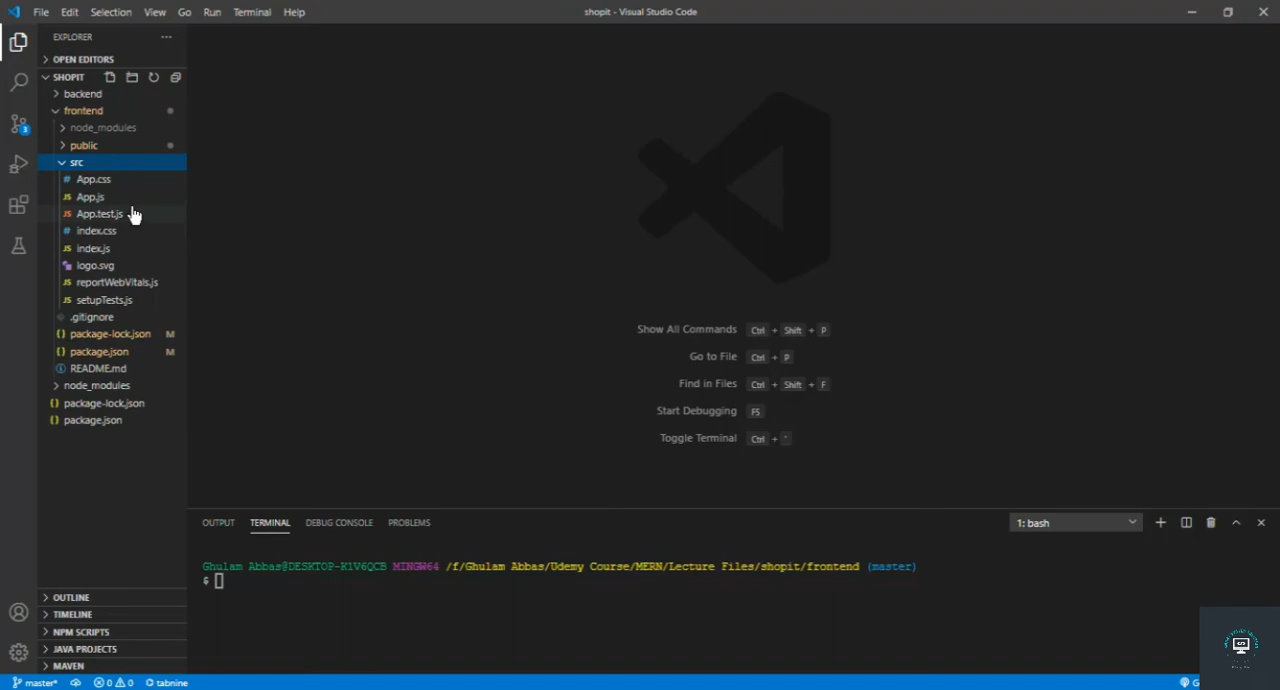 File Edit Selection View Go Run Terminal Help
shopit - Visual Studio Code
EXPLORER
OPEN EDITORS
SHOPIT
backend
frontend
node_modules
public
src
App.css
App.js
App.test.js
index.css
index.js
logo.svg
reportWebVitals.js
setupTests.js
.gitignore
package-lock.json M
package.json M
README.md
node_modules
package-lock.json
package.json
OUTLINE
TIMELINE
NPM SCRIPTS
JAVA PROJECTS
MAVEN
3
Show All Commands Ctrl + Shift + P
Go to File Ctrl + P
Find in Files Ctrl + Shift + F
Start Debugging F5
Toggle Terminal Ctrl + `
OUTPUT TERMINAL DEBUG CONSOLE PROBLEMS
1: bash
Ghulam Abbas@DESKTOP-K1V6QCB MINGW64 /f/Ghulam Abbas/Udemy Course/MERN/Lecture Files/shopit/frontend (master)
$
master* 0 0 tabnine